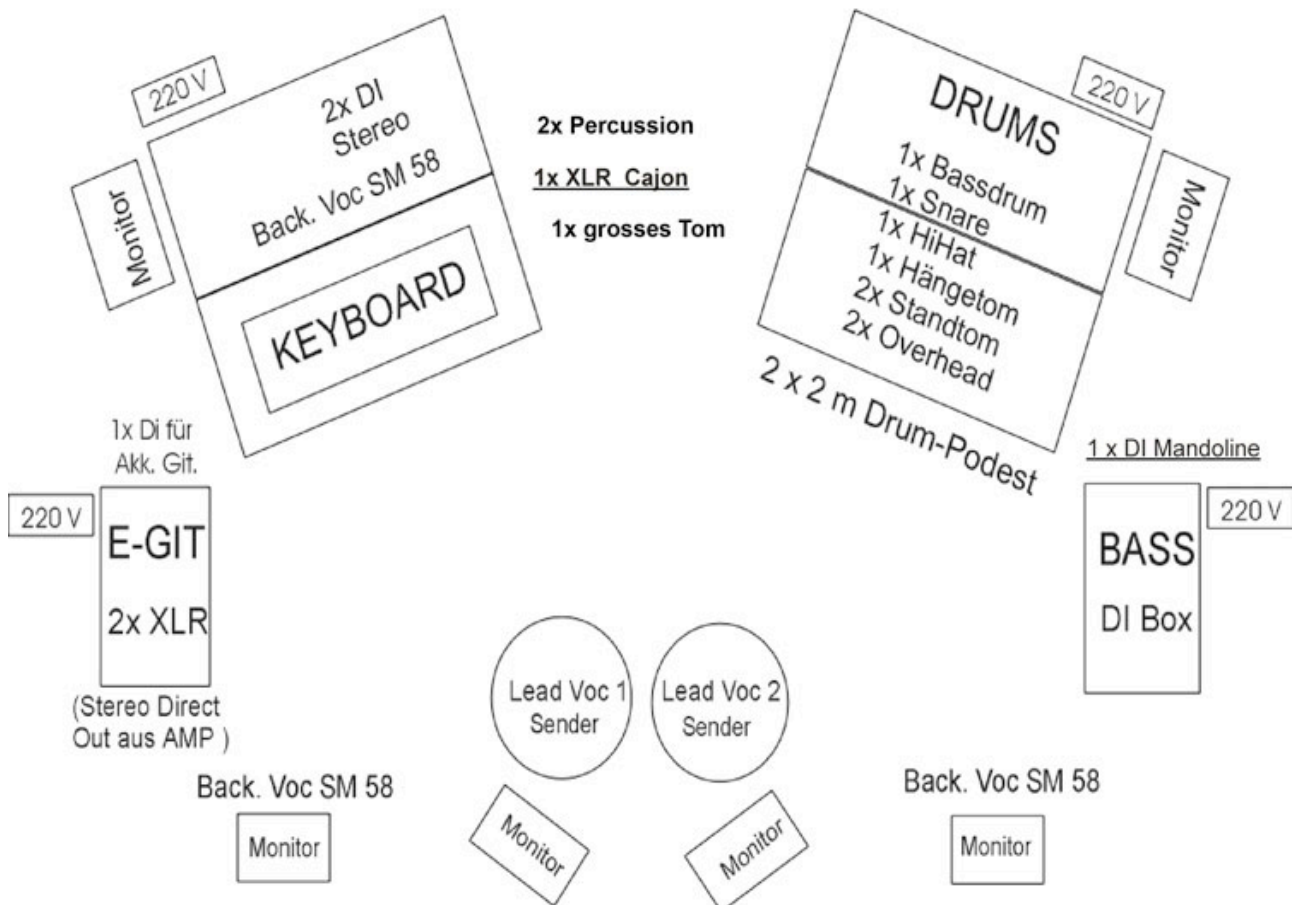 220 V
2x DI
Stereo
Back. Voc SM 58
Monitor
KEYBOARD
2x Percussion
1x XLR Cajon
1x grosses Tom
220 V
DRUMS
1x Bassdrum
1x Snare
1x HiHat
1x Hängetom
2x Standtom
2x Overhead
Monitor
2 x 2 m Drum-Podest
1x Di für
Akk. Git.
220 V
E-GIT
2x XLR
(Stereo Direct
Out aus AMP )
1 x DI Mandoline
220 V
BASS
DI Box
Lead Voc 1
Sender
Lead Voc 2
Sender
Back. Voc SM 58
Monitor
Monitor
Monitor
Back. Voc SM 58
Monitor